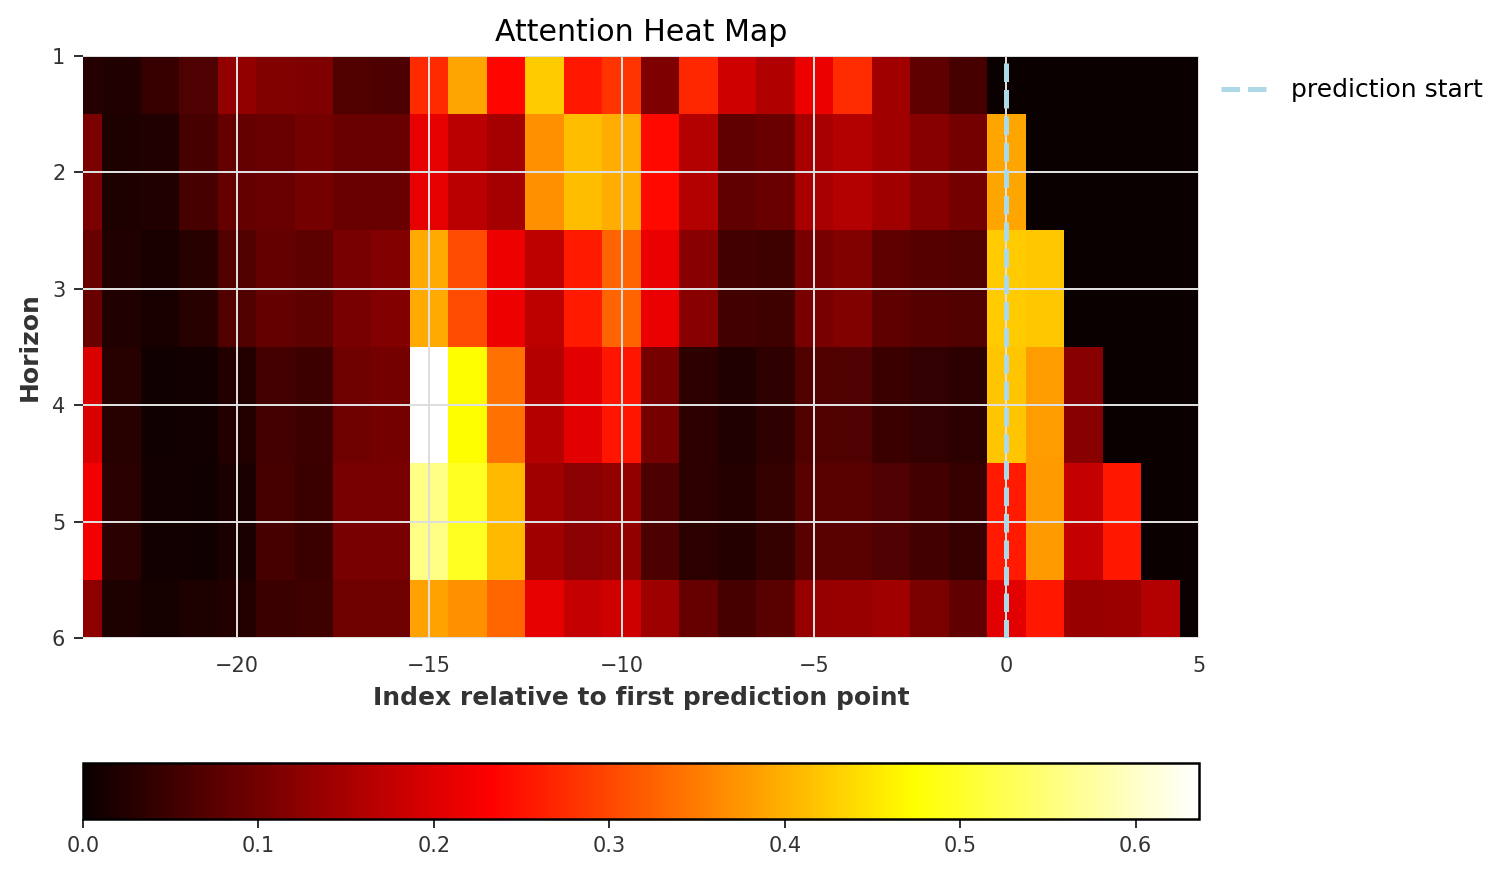 Attention Heat Map
prediction start
Horizon
1
2
3
4
5
6
−20 −15 −10 −5 0 5
Index relative to first prediction point
0.0 0.1 0.2 0.3 0.4 0.5 0.6